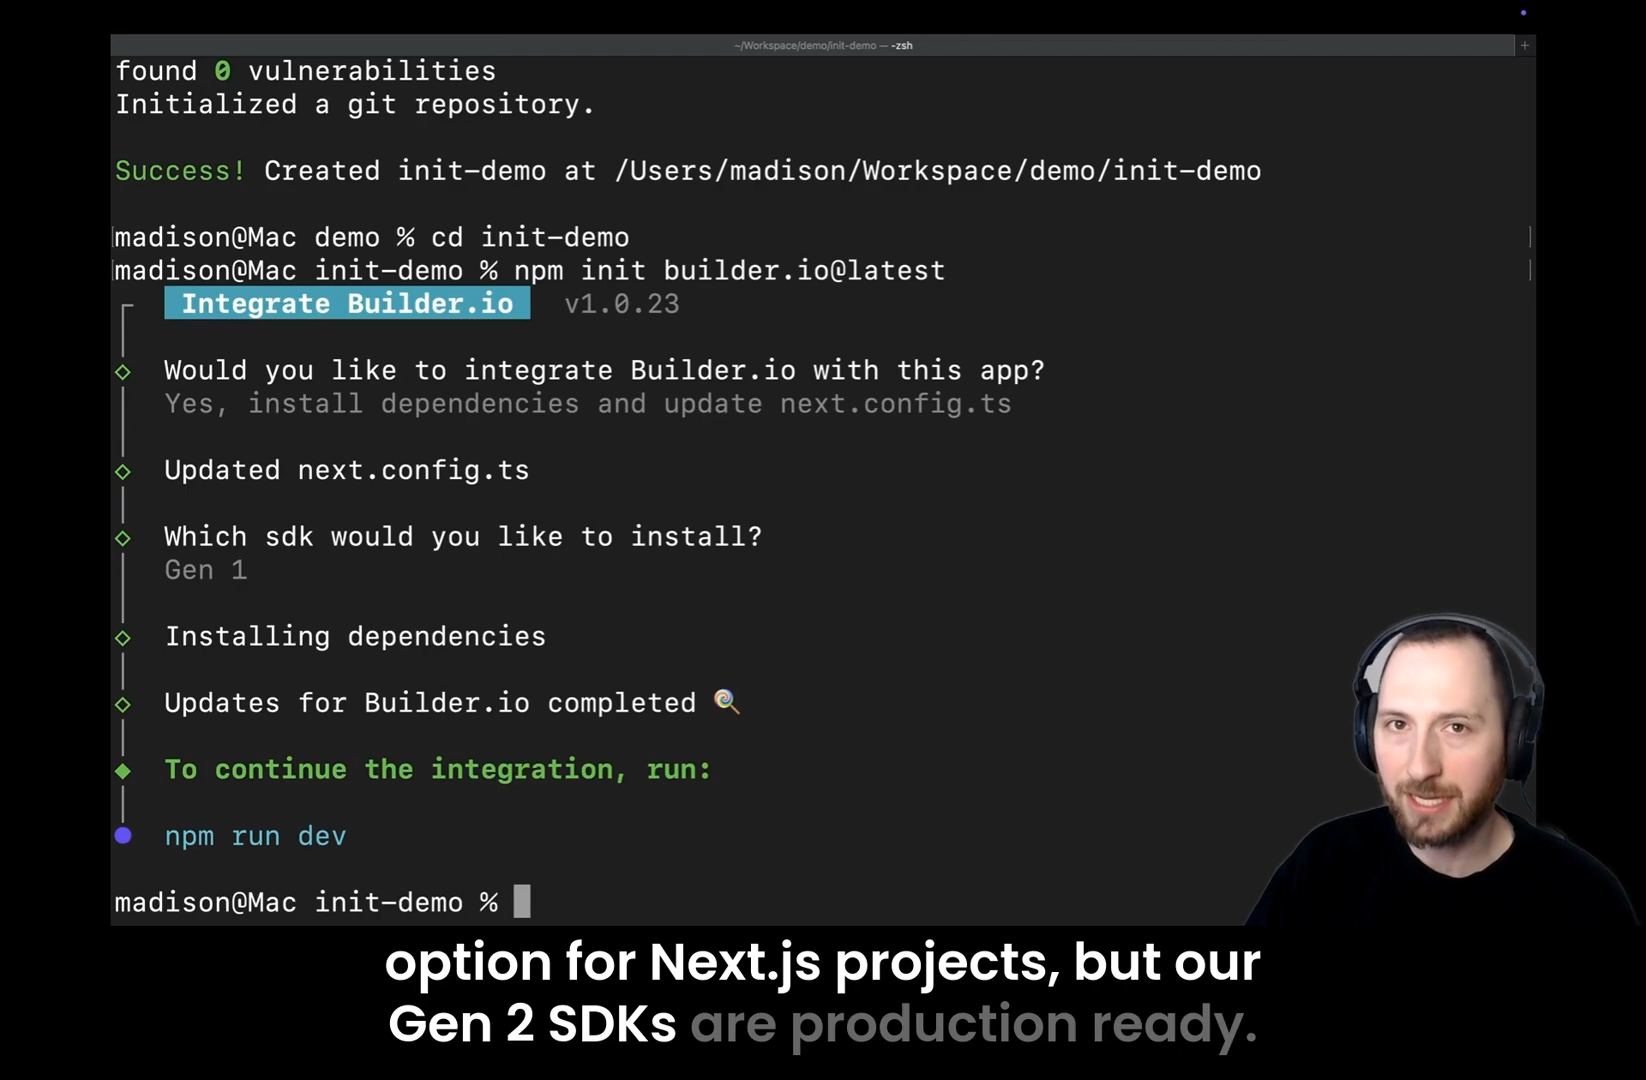 ~/Workspace/demo/init-demo — -zsh
found 0 vulnerabilities
Initialized a git repository.
Success! Created init-demo at /Users/madison/Workspace/demo/init-demo
madison@Mac demo % cd init-demo
madison@Mac init-demo % npm init builder.io@latest
Integrate Builder.io v1.0.23
Would you like to integrate Builder.io with this app?
Yes, install dependencies and update next.config.ts
Updated next.config.ts
Which sdk would you like to install?
Gen 1
Installing dependencies
Updates for Builder.io completed 🍭
To continue the integration, run:
npm run dev
madison@Mac init-demo %
option for Next.js projects, but our
Gen 2 SDKs are production ready.